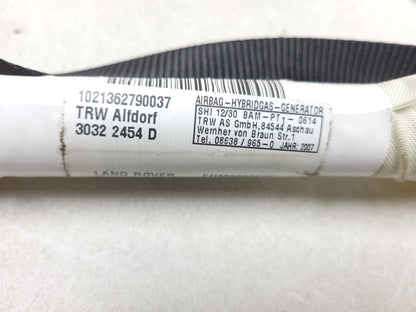 1021362790037
TRW Alfdorf
3032 2454 D
AIRBAG-HYBRIDGAS-GENERATOR
SHI 12/30 BAM-PT1-0614
TRW AS GmbH,84544 Aschau
Wernher von Braun Str.1
Tel. 08638/965-0 JAHR: 2007
LAND ROVER